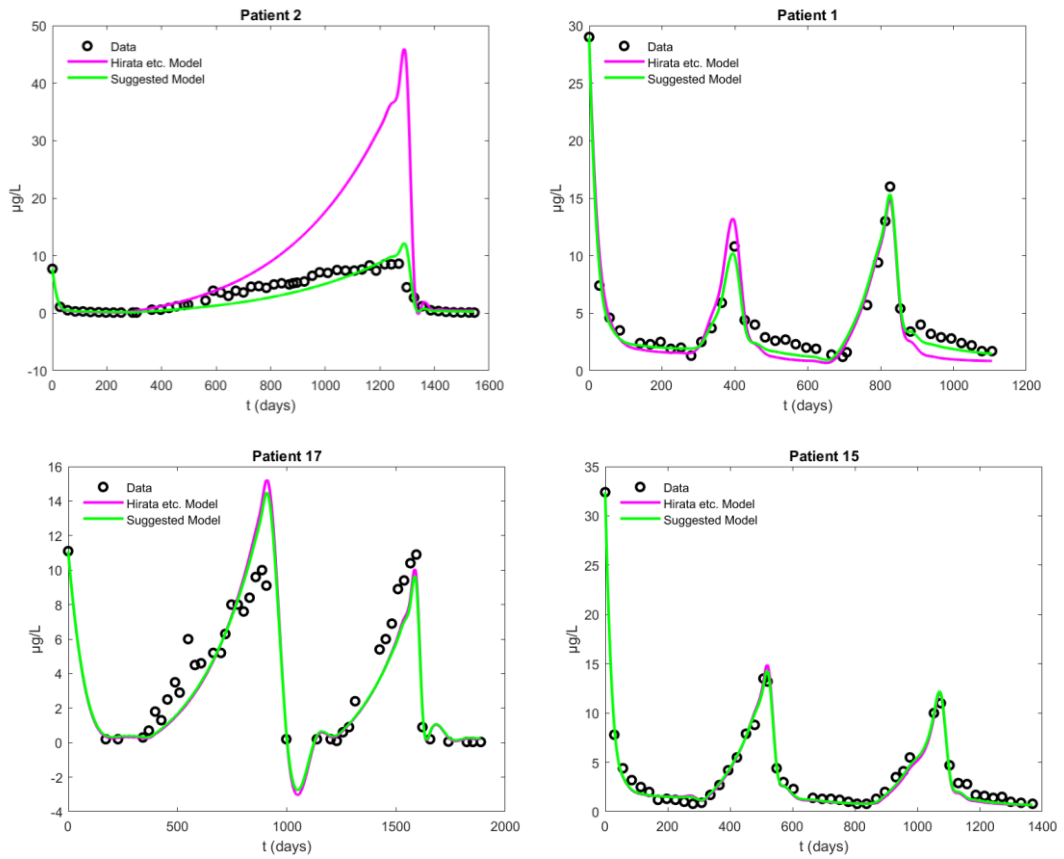 Patient 2
50
40
30
20
10
0
-10
µg/L
Data
Hirata etc. Model
Suggested Model
0 200 400 600 800 1000 1200 1400 1600
t (days)
Patient 1
30
25
20
15
10
5
0
µg/L
Data
Hirata etc. Model
Suggested Model
0 200 400 600 800 1000 1200
t (days)
Patient 17
16
14
12
10
8
6
4
2
0
-2
-4
µg/L
Data
Hirata etc. Model
Suggested Model
0 500 1000 1500 2000
t (days)
Patient 15
35
30
25
20
15
10
5
0
µg/L
Data
Hirata etc. Model
Suggested Model
0 200 400 600 800 1000 1200 1400
t (days)